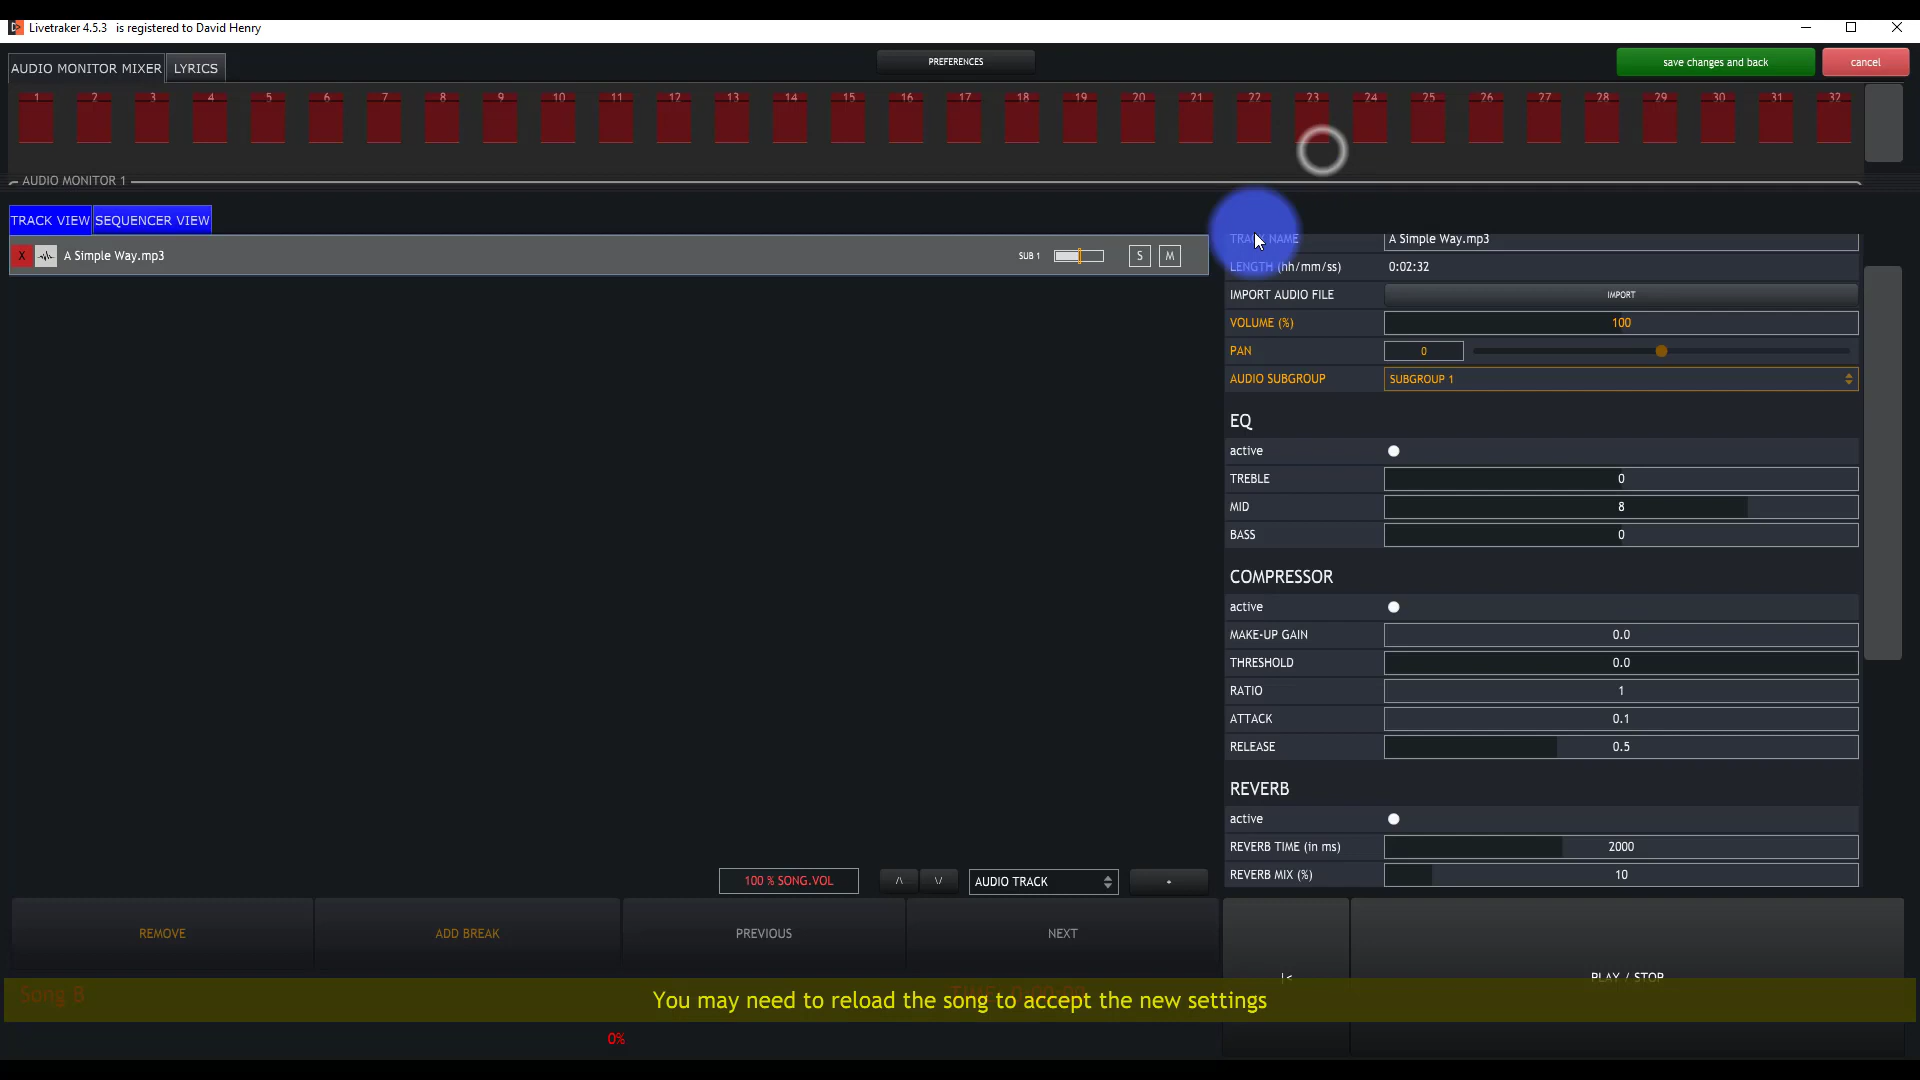 Livetraker 4.5.3 is registered to David Henry
AUDIO MONITOR MIXER LYRICS PREFERENCES save changes and back cancel
1 2 3 4 5 6 7 8 9 10 11 12 13 14 15 16 17 18 19 20 21 22 23 24 25 26 27 28 29 30 31 32
AUDIO MONITOR 1
TRACK VIEW SEQUENCER VIEW
X A Simple Way.mp3 SUB 1 S M
TRACK NAME A Simple Way.mp3
LENGTH (hh/mm/ss) 0:02:32
IMPORT AUDIO FILE IMPORT
VOLUME (%) 100
PAN 0
AUDIO SUBGROUP SUBGROUP 1
EQ
active
TREBLE 0
MID 8
BASS 0
COMPRESSOR
active
MAKE-UP GAIN 0.0
THRESHOLD 0.0
RATIO 1
ATTACK 0.1
RELEASE 0.5
REVERB
active
REVERB TIME (in ms) 2000
REVERB MIX (%) 10
100 % SONG.VOL /\ \/ AUDIO TRACK +
REMOVE ADD BREAK PREVIOUS NEXT
|< PLAY / STOP
Song B
You may need to reload the song to accept the new settings
0%